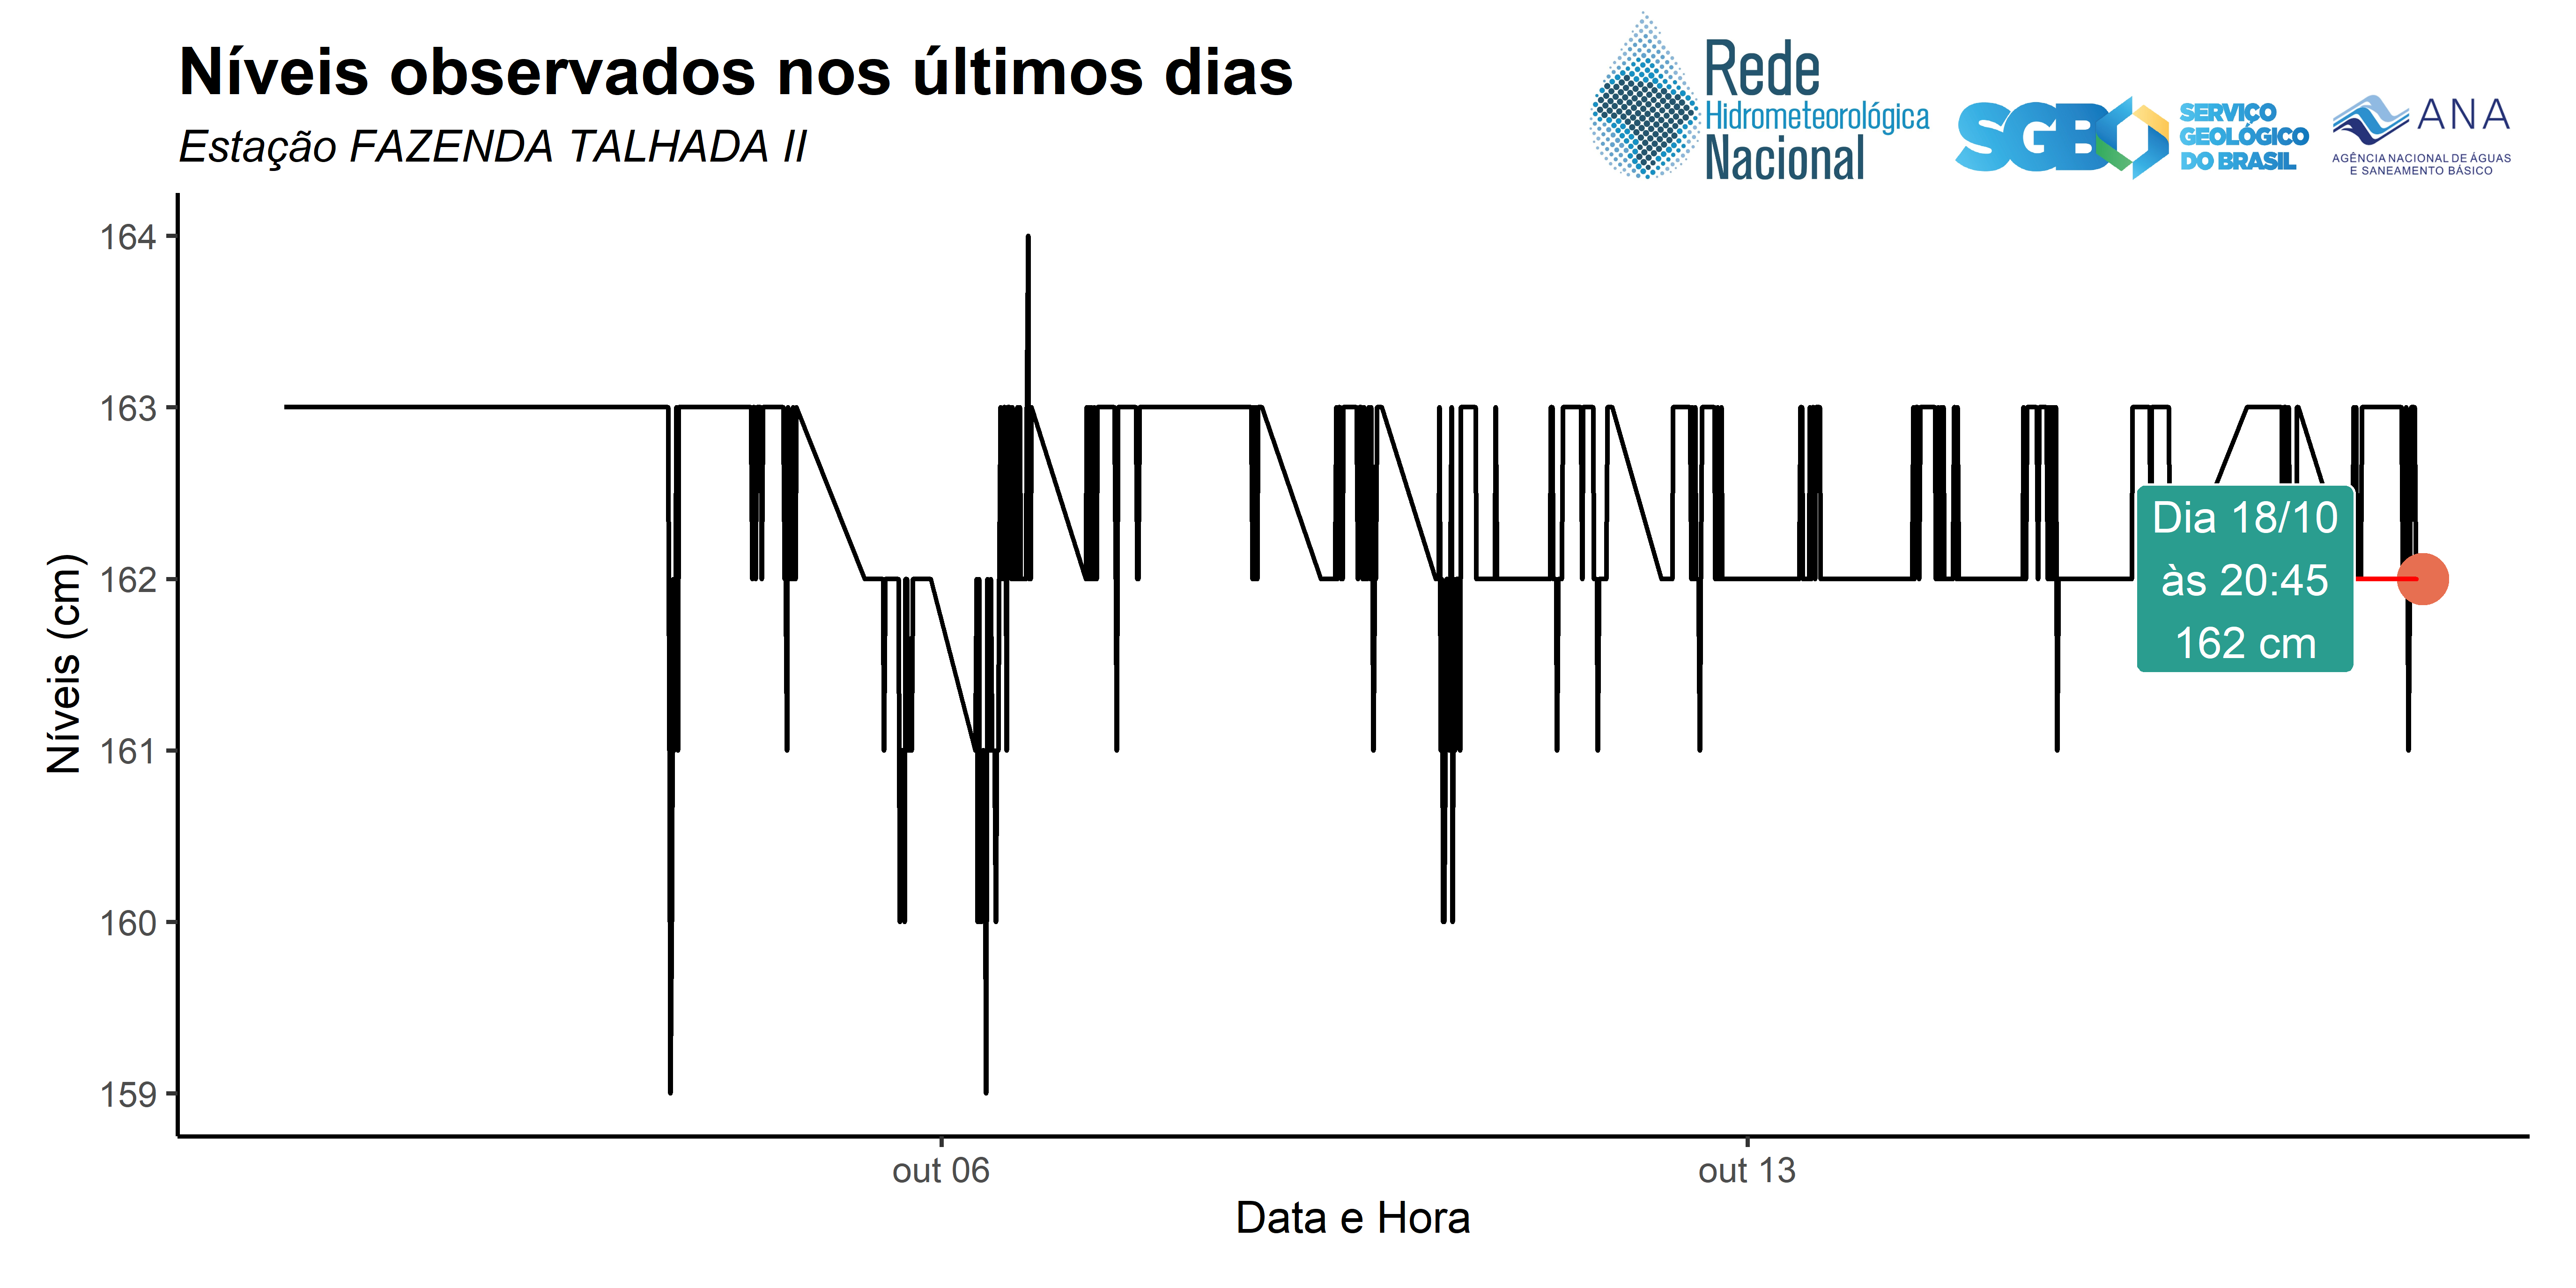 Níveis observados nos últimos dias
Estação FAZENDA TALHADA II
Rede
Hidrometeorológica
Nacional
SGB
SERVIÇO
GEOLÓGICO
DO BRASIL
ANA
AGÊNCIA NACIONAL DE ÁGUAS
E SANEAMENTO BÁSICO
Níveis (cm)
164
163
162
161
160
159
Dia 18/10
às 20:45
162 cm
out 06
out 13
Data e Hora